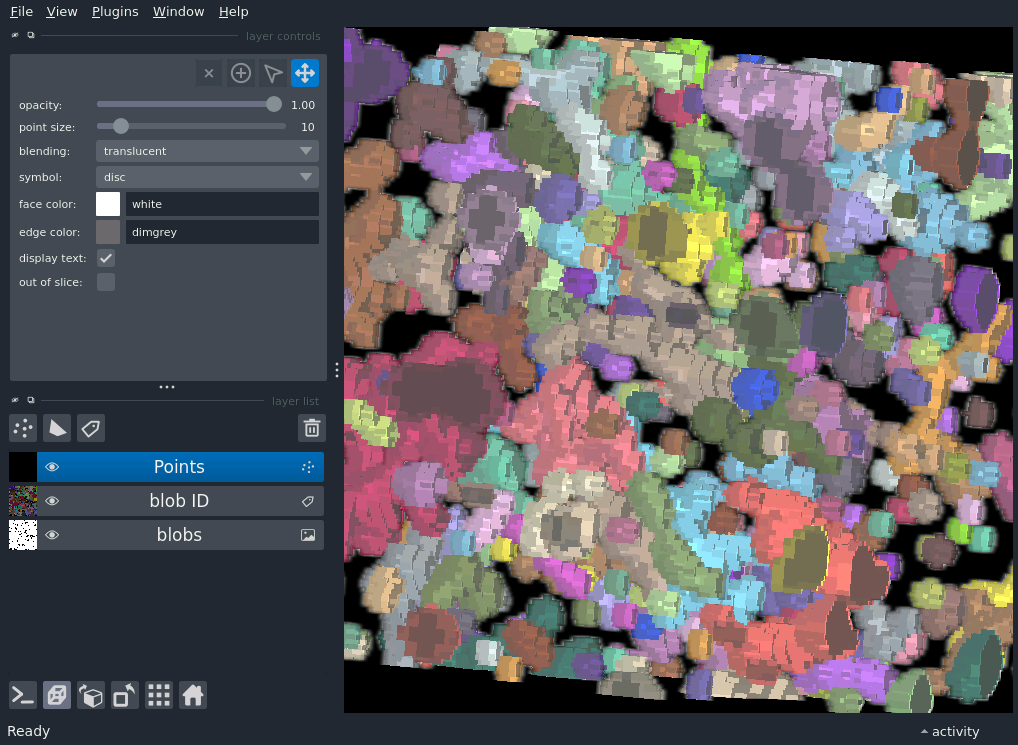 File View Plugins Window Help
layer controls
opacity: 1.00
point size: 10
blending: translucent
symbol: disc
face color: white
edge color: dimgrey
display text:
out of slice:
layer list
Points
blob ID
blobs
Ready activity